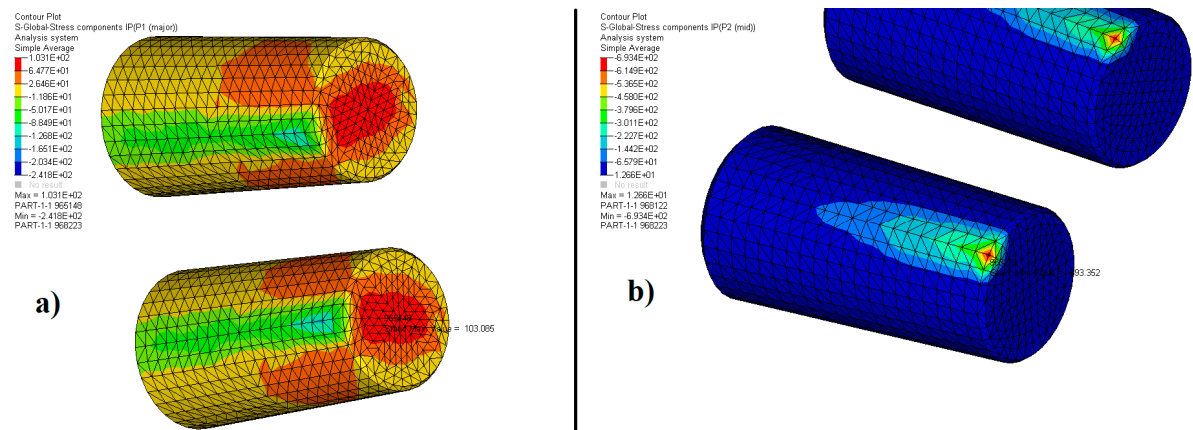 Contour Plot
S-Global-Stress components IP(P1 (major))
Analysis system
Simple Average
1.031E+02
6.477E+01
2.646E+01
-1.186E+01
-5.017E+01
-8.849E+01
-1.268E+02
-1.651E+02
-2.034E+02
-2.418E+02
No result
Max = 1.031E+02
PART-1-1 965148
Min = -2.418E+02
PART-1-1 968223
a)
value = 103.085
Contour Plot
S-Global-Stress components IP(P2 (mid))
Analysis system
Simple Average
-6.934E+02
-6.149E+02
-5.365E+02
-4.580E+02
-3.796E+02
-3.011E+02
-2.227E+02
-1.442E+02
-6.579E+01
1.266E+01
No result
Max = 1.266E+01
PART-1-1 968122
Min = -6.934E+02
PART-1-1 968223
b)
93.352